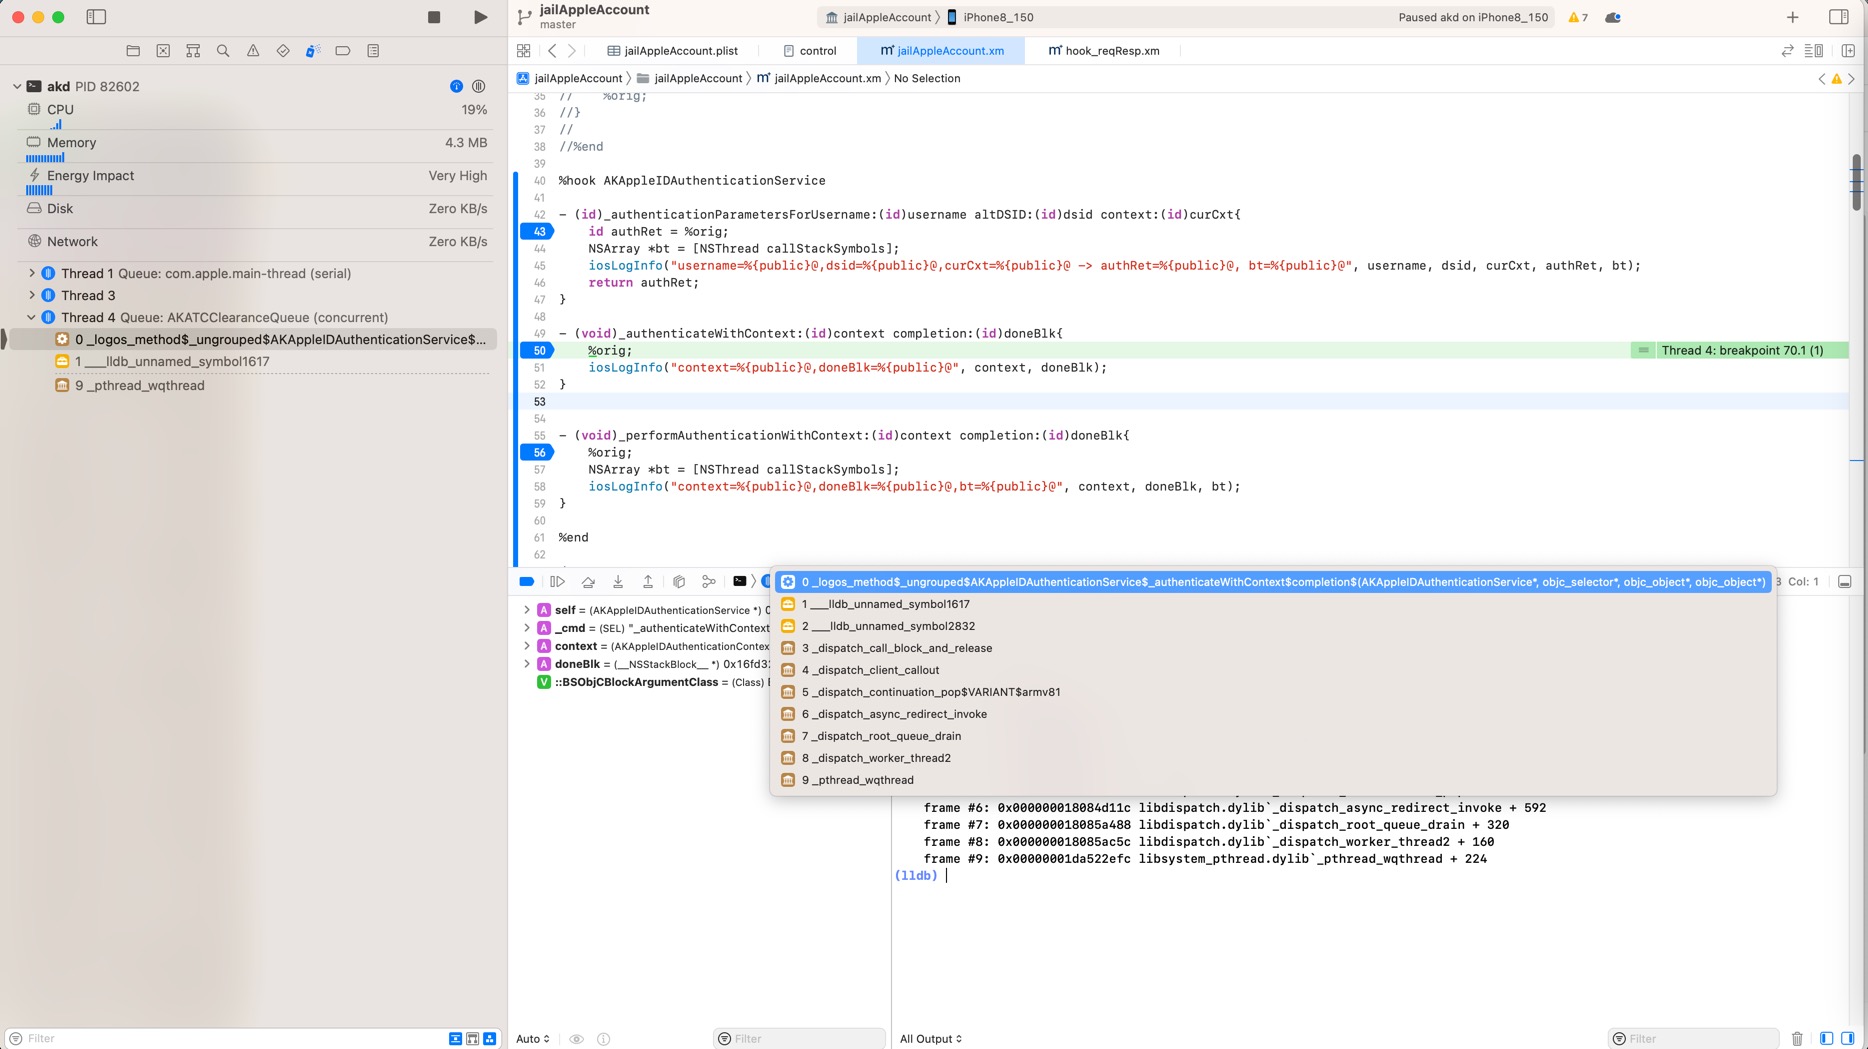 jailAppleAccount
master
jailAppleAccount
iPhone8_150
Paused akd on iPhone8_150
7
jailAppleAccount.plist
control
jailAppleAccount.xm
hook_reqResp.xm
jailAppleAccount
jailAppleAccount
jailAppleAccount.xm
No Selection
akd PID 82602
CPU
19%
Memory
4.3 MB
Energy Impact
Very High
Disk
Zero KB/s
Network
Zero KB/s
Thread 1 Queue: com.apple.main-thread (serial)
Thread 3
Thread 4 Queue: AKATCClearanceQueue (concurrent)
0 _logos_method$_ungrouped$AKAppleIDAuthenticationService$...
1 ___lldb_unnamed_symbol1617
9 _pthread_wqthread
Filter
35 //    %orig;
36 //}
37 //
38 //%end
39
40 %hook AKAppleIDAuthenticationService
41
42 - (id)_authenticationParametersForUsername:(id)username altDSID:(id)dsid context:(id)curCxt{
43     id authRet = %orig;
44     NSArray *bt = [NSThread callStackSymbols];
45     iosLogInfo("username=%{public}@,dsid=%{public}@,curCxt=%{public}@ -> authRet=%{public}@, bt=%{public}@", username, dsid, curCxt, authRet, bt);
46     return authRet;
47 }
48
49 - (void)_authenticateWithContext:(id)context completion:(id)doneBlk{
50     %orig;
Thread 4: breakpoint 70.1 (1)
51     iosLogInfo("context=%{public}@,doneBlk=%{public}@", context, doneBlk);
52 }
53
54
55 - (void)_performAuthenticationWithContext:(id)context completion:(id)doneBlk{
56     %orig;
57     NSArray *bt = [NSThread callStackSymbols];
58     iosLogInfo("context=%{public}@,doneBlk=%{public}@,bt=%{public}@", context, doneBlk, bt);
59 }
60
61 %end
62
3 Col: 1
0 _logos_method$_ungrouped$AKAppleIDAuthenticationService$_authenticateWithContext$completion$(AKAppleIDAuthenticationService*, objc_selector*, objc_object*, objc_object*)
1 ___lldb_unnamed_symbol1617
2 ___lldb_unnamed_symbol2832
3 _dispatch_call_block_and_release
4 _dispatch_client_callout
5 _dispatch_continuation_pop$VARIANT$armv81
6 _dispatch_async_redirect_invoke
7 _dispatch_root_queue_drain
8 _dispatch_worker_thread2
9 _pthread_wqthread
A self = (AKAppleIDAuthenticationService *) 0
A _cmd = (SEL) "_authenticateWithContext
A context = (AKAppleIDAuthenticationContex
A doneBlk = (__NSStackBlock__ *) 0x16fd32
V ::BSObjCBlockArgumentClass = (Class)
frame #6: 0x000000018084d11c libdispatch.dylib`_dispatch_async_redirect_invoke + 592
frame #7: 0x000000018085a488 libdispatch.dylib`_dispatch_root_queue_drain + 320
frame #8: 0x000000018085ac5c libdispatch.dylib`_dispatch_worker_thread2 + 160
frame #9: 0x00000001da522efc libsystem_pthread.dylib`_pthread_wqthread + 224
(lldb)
Auto
Filter
All Output
Filter